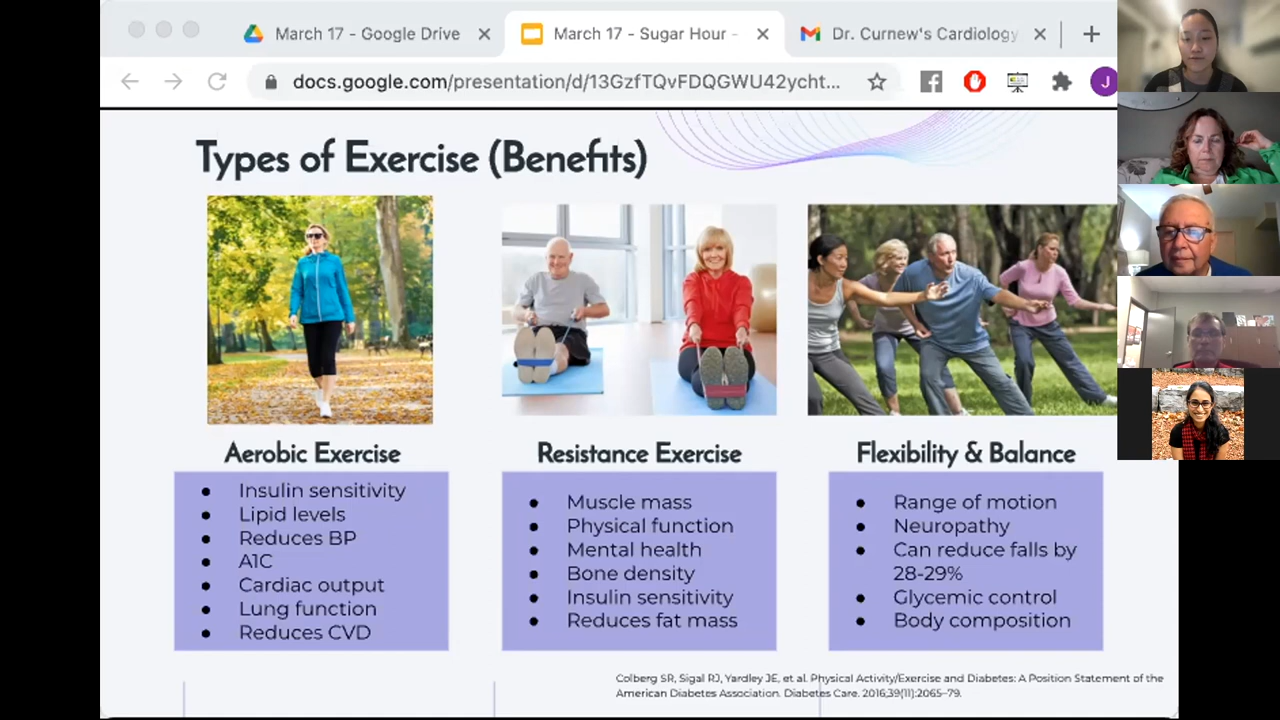 March 17 - Google Drive
March 17 - Sugar Hour -
Dr. Curnew's Cardiology
docs.google.com/presentation/d/13GzfTQvFDQGWU42ycht...
J
Types of Exercise (Benefits)
Aerobic Exercise
Insulin sensitivity
Lipid levels
Reduces BP
A1C
Cardiac output
Lung function
Reduces CVD
Resistance Exercise
Muscle mass
Physical function
Mental health
Bone density
Insulin sensitivity
Reduces fat mass
Flexibility & Balance
Range of motion
Neuropathy
Can reduce falls by
28-29%
Glycemic control
Body composition
Colberg SR, Sigal RJ, Yardley JE, et al. Physical Activity/Exercise and Diabetes: A Position Statement of the
American Diabetes Association. Diabetes Care. 2016;39(11):2065–79.